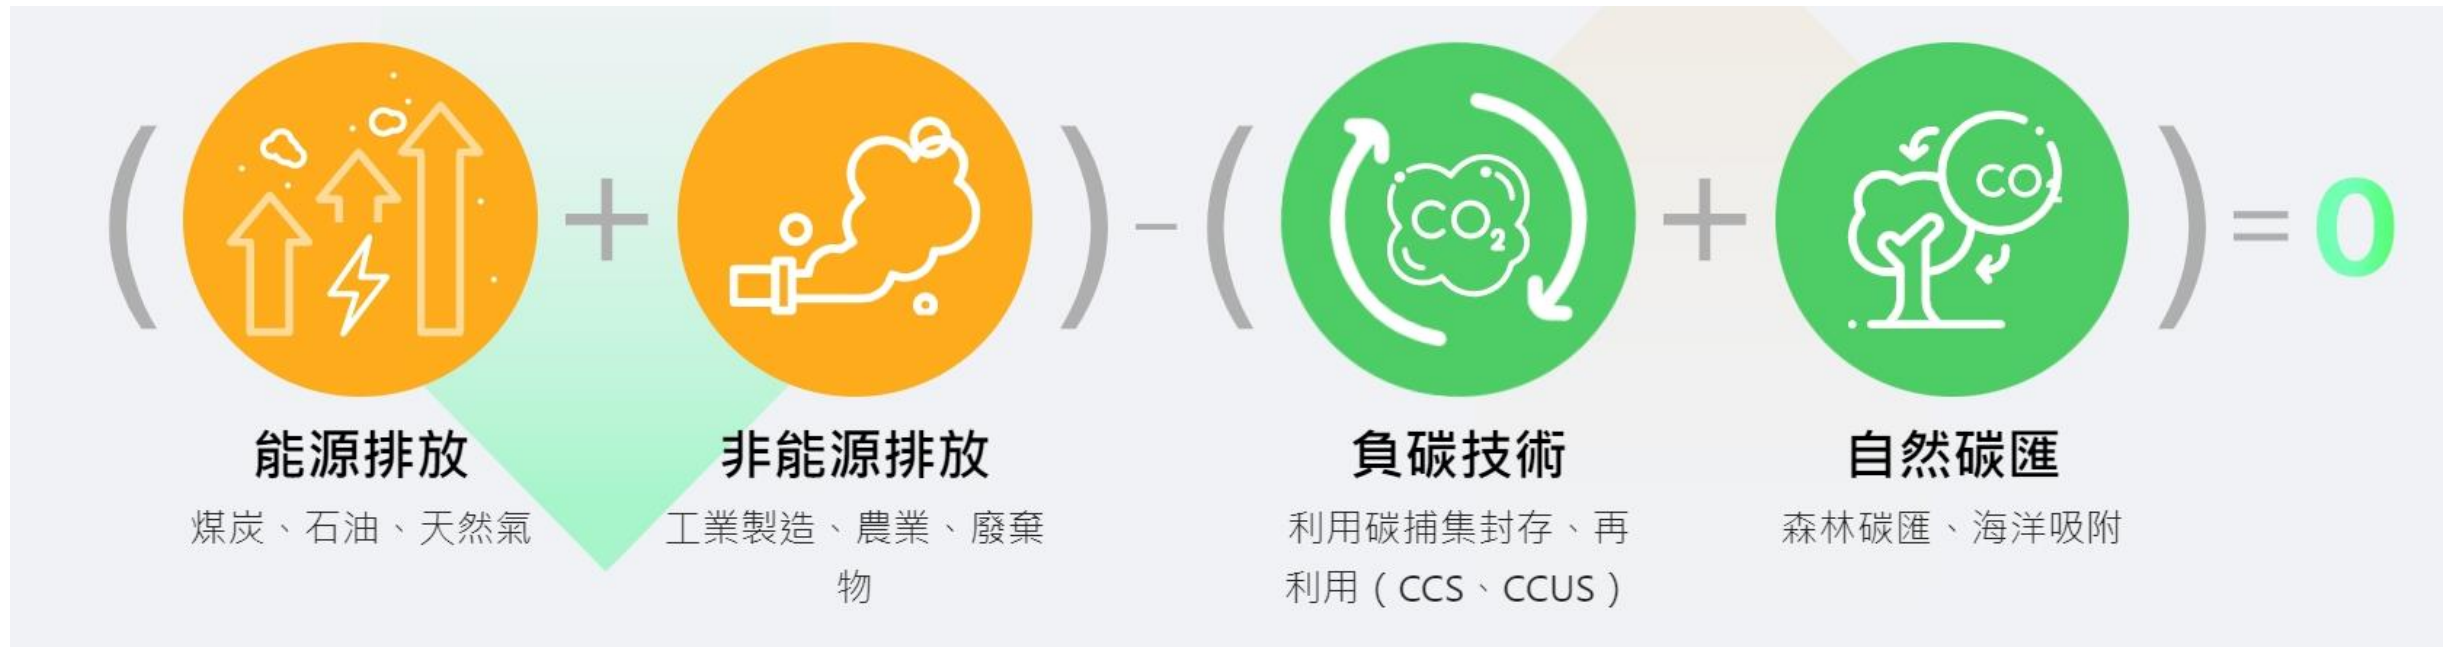 ( + ) - ( CO₂ + CO₂ ) = 0
能源排放
煤炭、石油、天然氣
非能源排放
工業製造、農業、廢棄
物
負碳技術
利用碳捕集封存、再
利用（CCS、CCUS）
自然碳匯
森林碳匯、海洋吸附